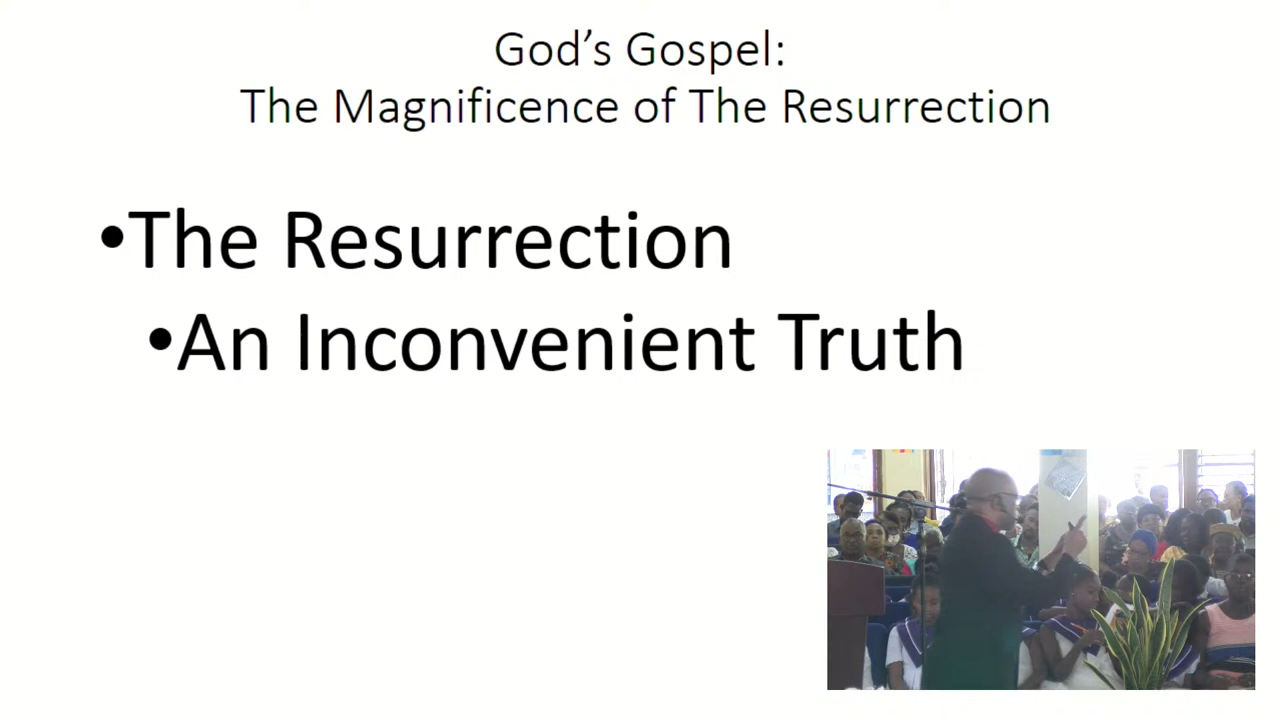 God’s Gospel:
The Magnificence of The Resurrection
•The Resurrection
•An Inconvenient Truth